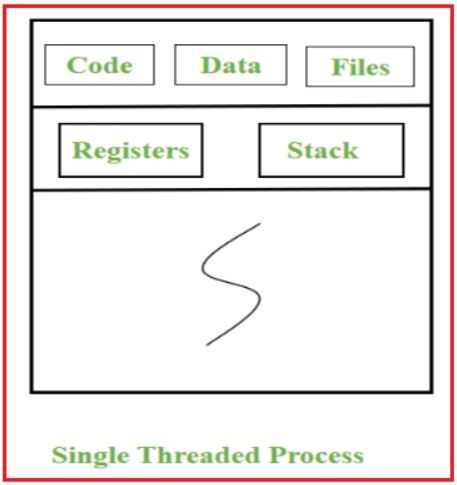 Code Data Files
Registers Stack
Single Threaded Process